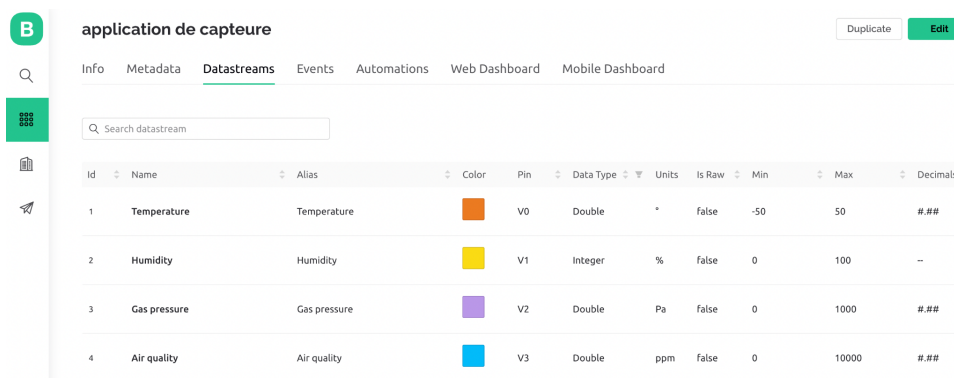 B
application de capteure
Duplicate
Edit
Info Metadata Datastreams Events Automations Web Dashboard Mobile Dashboard
Search datastream
Id Name Alias Color Pin Data Type Units Is Raw Min Max Decimals
1 Temperature Temperature V0 Double ° false -50 50 #.##
2 Humidity Humidity V1 Integer % false 0 100 --
3 Gas pressure Gas pressure V2 Double Pa false 0 1000 #.##
4 Air quality Air quality V3 Double ppm false 0 10000 #.##